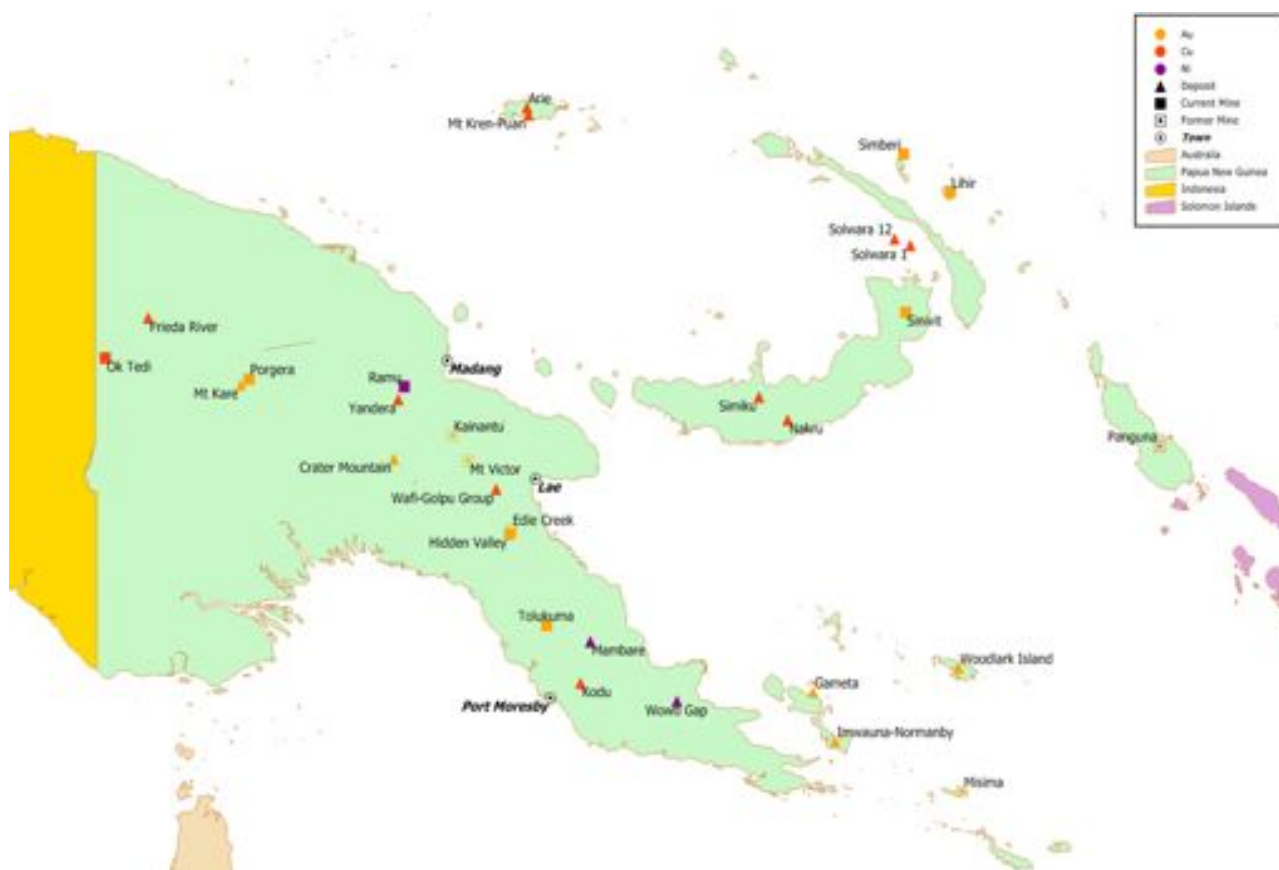 Au
Cu
Ni
Deposit
Current Mine
Former Mine
Town
Australia
Papua New Guinea
Indonesia
Solomon Islands
Arie
Mt Kren-Puan
Simberi
Lihir
Solwara 12
Solwara 1
Sinivit
Frieda River
Ok Tedi
Porgera
Mt Kare
Madang
Ramu
Yandera
Simiku
Nakru
Kainantu
Panguna
Crater Mountain
Mt Victor
Lae
Wafi-Golpu Group
Edie Creek
Hidden Valley
Tolukuma
Mambare
Woodlark Island
Kodu
Gameta
Port Moresby
Wowo Gap
Imwauna-Normanby
Misima